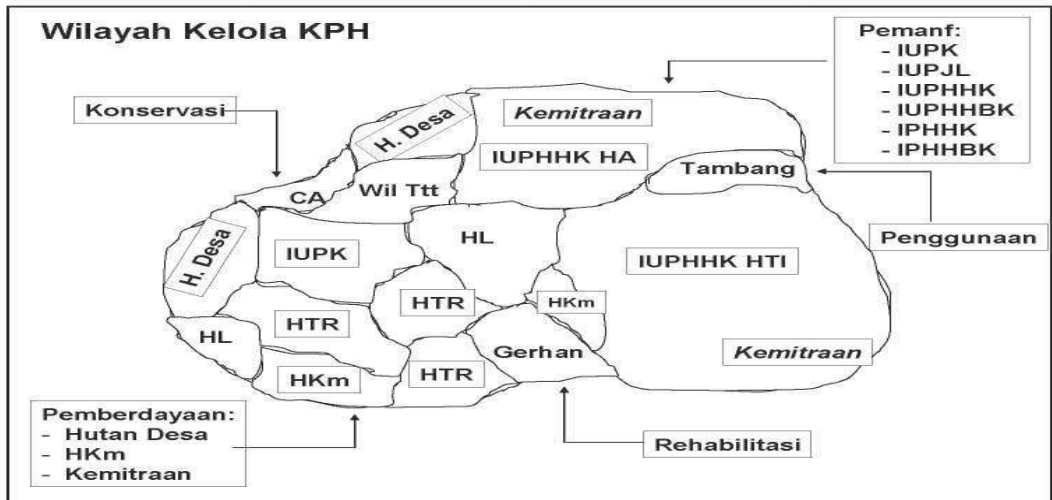 Wilayah Kelola KPH
Pemanf:
- IUPK
- IUPJL
- IUPHHK
- IUPHHBK
- IPHHK
- IPHHBK
Konservasi
H. Desa
Kemitraan
IUPHHK HA
Tambang
CA
Wil Ttt
H. Desa
IUPK
HL
Penggunaan
IUPHHK HTI
HTR
HKm
HTR
HL
Gerhan
Kemitraan
HKm
HTR
Pemberdayaan:
- Hutan Desa
- HKm
- Kemitraan
Rehabilitasi